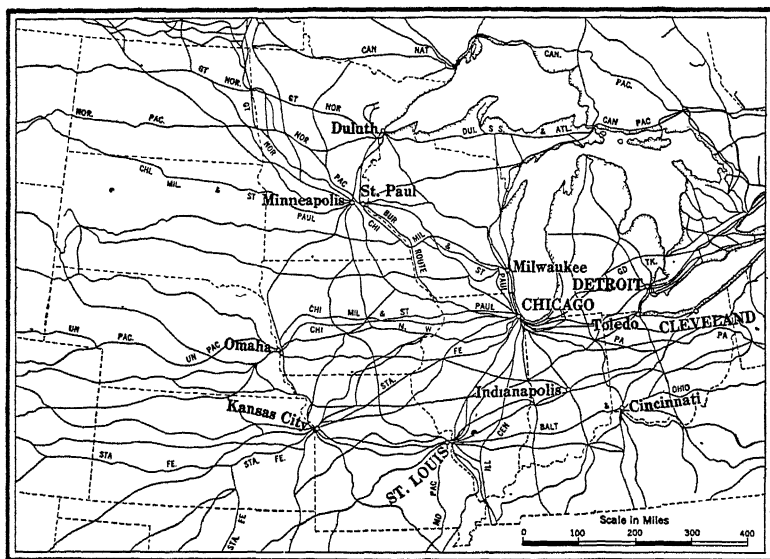 CAN NAT
CAN.
PAC.
GT NOR.
GT NOR
GT NOR
NOR. PAC.
NOR PAC
Duluth
DUL S S. & ATL.
CAN PAC
CHI. MIL. & ST PAUL
Minneapolis
St. Paul
BUR ROUTE
CHI MIL & ST PAUL
Milwaukee
GD TK.
DETROIT
CHICAGO
Toledo
CLEVELAND
CHI MIL & ST PAUL
CHI & N. W
UN PAC.
UN PAC
Omaha
STA. FE
PA
PA
Indianapolis
OHIO
Kansas City
Cincinnati
STA FE.
STA. FE.
STA. FE
ST. LOUIS
MO PAC
ILL CEN
BALT &
Scale in Miles
0 100 200 300 400